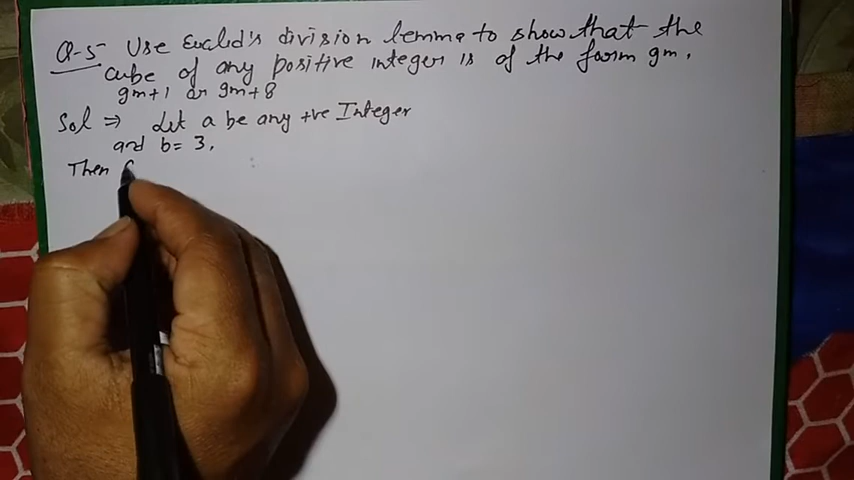 Q-5 Use Euclid's division lemma to show that the
cube of any positive integer is of the form 9m,
9m+1 or 9m+8
Sol ⇒ Let a be any +ve Integer
and b= 3.
Then